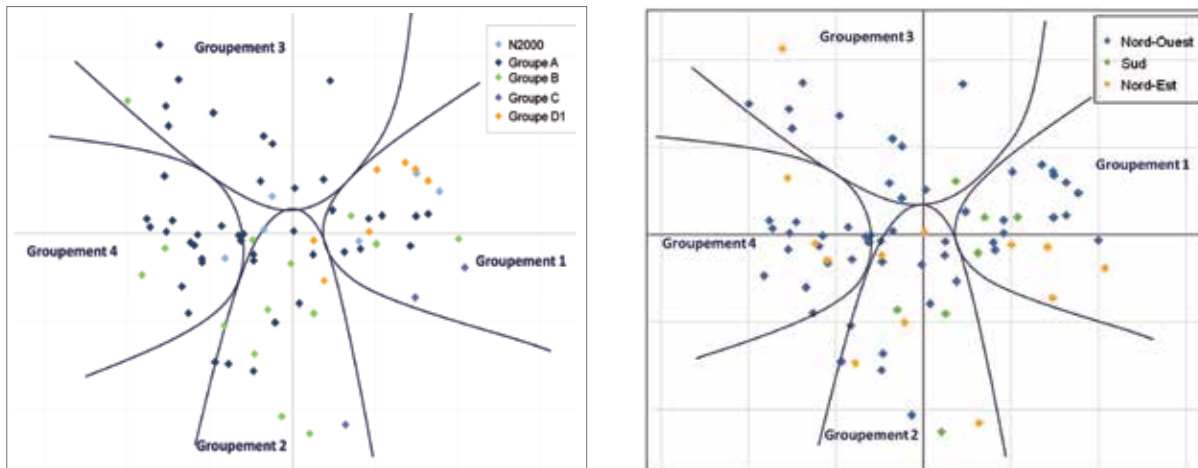 Groupement 3
N2000
Groupe A
Groupe B
Groupe C
Groupe D1
Groupement 4
Groupement 1
Groupement 2
Groupement 3
Nord-Ouest
Sud
Nord-Est
Groupement 1
Groupement 4
Groupement 2